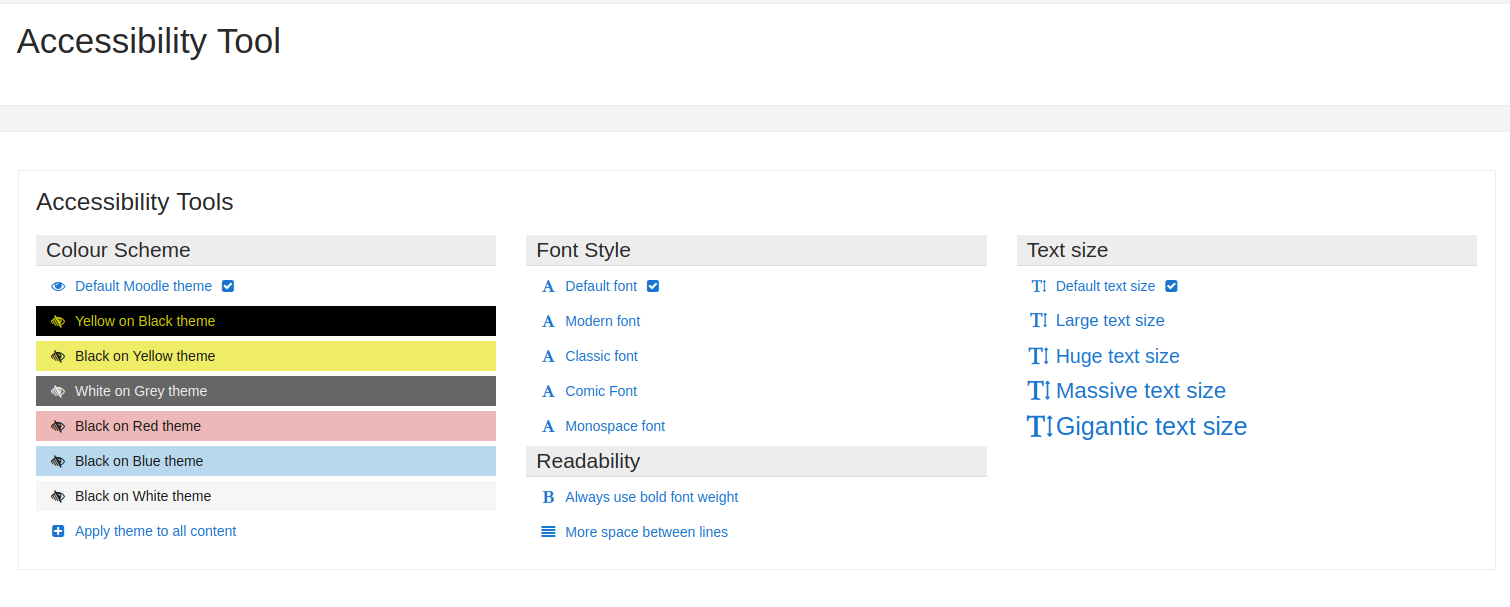 Accessibility Tool
Accessibility Tools
Colour Scheme
Default Moodle theme
Yellow on Black theme
Black on Yellow theme
White on Grey theme
Black on Red theme
Black on Blue theme
Black on White theme
Apply theme to all content
Font Style
Default font
Modern font
Classic font
Comic Font
Monospace font
Readability
Always use bold font weight
More space between lines
Text size
Default text size
Large text size
Huge text size
Massive text size
Gigantic text size